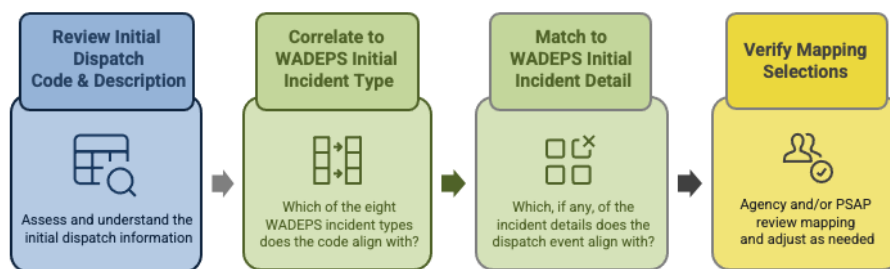 Review Initial
Dispatch
Code & Description
Assess and understand the
initial dispatch information
Correlate to
WADEPS Initial
Incident Type
Which of the eight
WADEPS incident types
does the code align with?
Match to
WADEPS Initial
Incident Detail
Which, if any, of the
incident details does the
dispatch event align with?
Verify Mapping
Selections
Agency and/or PSAP
review mapping
and adjust as needed